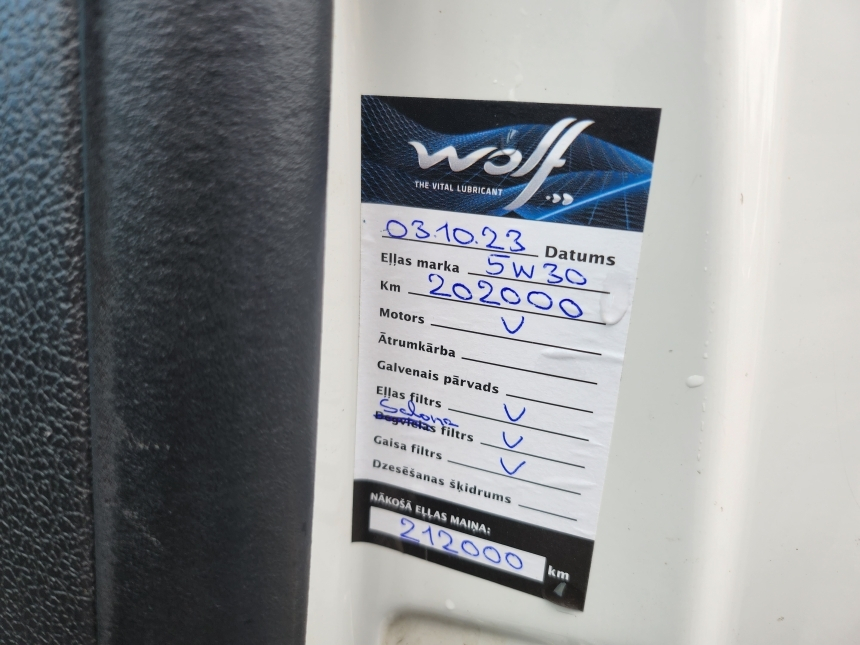 wolf
THE VITAL LUBRICANT
03.10.23 Datums
Eļļas marka 5W30
Km 202000
Motors V
Ātrumkārba
Galvenais pārvads
Eļļas filtrs V
Salona
Degvielas filtrs V
Gaisa filtrs V
Dzesēšanas šķidrums
NĀKOŠĀ EĻĻAS MAIŅA:
212000 km